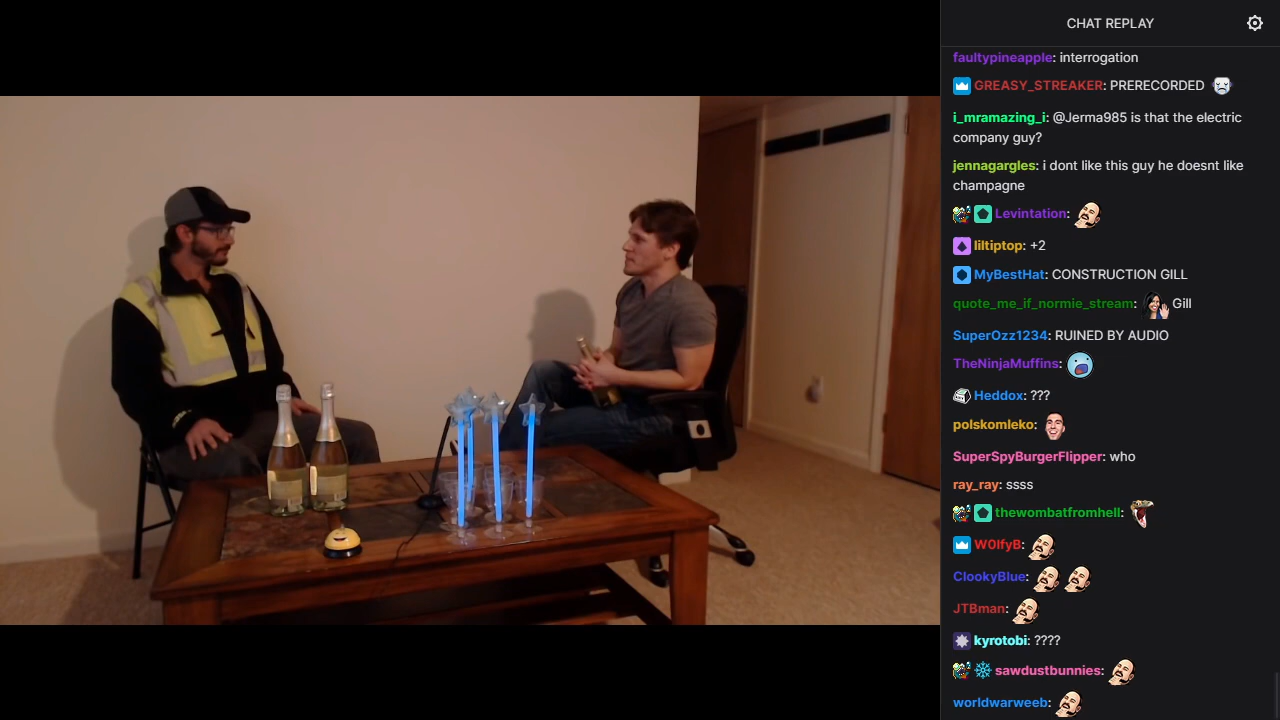 CHAT REPLAY
faultypineapple: interrogation
GREASY_STREAKER: PRERECORDED
i_mramazing_i: @Jerma985 is that the electric
company guy?
jennagargles: i dont like this guy he doesnt like
champagne
Levintation:
liltiptop: +2
MyBestHat: CONSTRUCTION GILL
quote_me_if_normie_stream: Gill
SuperOzz1234: RUINED BY AUDIO
TheNinjaMuffins:
Heddox: ???
polskomleko:
SuperSpyBurgerFlipper: who
ray_ray: ssss
thewombatfromhell:
W0lfyB:
ClookyBlue:
JTBman:
kyrotobi: ????
sawdustbunnies:
worldwarweeb: